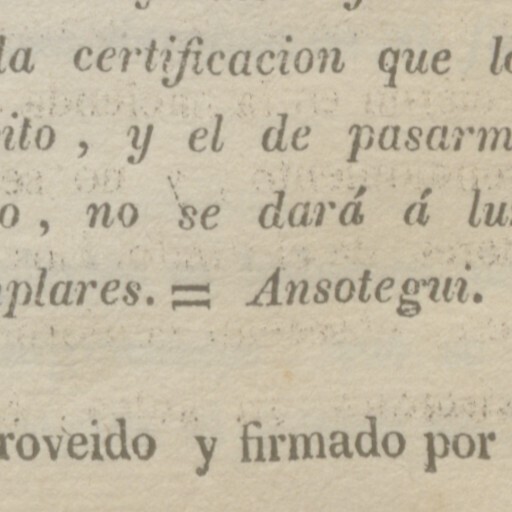 la certificacion que lo
ito, y el de pasarm
o, no se dará á lu
plares. = Ansotegui.
roveido y firmado por